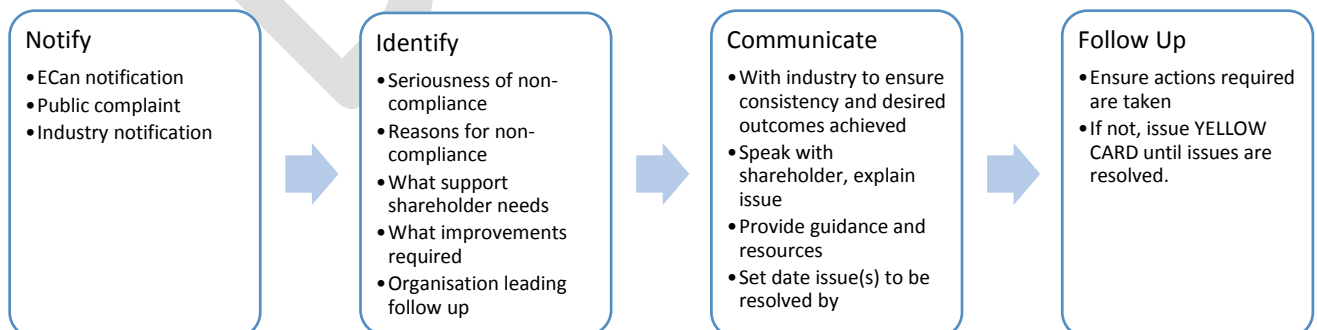 Notify
•ECan notification
•Public complaint
•Industry notification
Identify
•Seriousness of non-
compliance
•Reasons for non-
compliance
•What support
shareholder needs
•What improvements
required
•Organisation leading
follow up
Communicate
•With industry to ensure
consistency and desired
outcomes achieved
•Speak with
shareholder, explain
issue
•Provide guidance and
resources
•Set date issue(s) to be
resolved by
Follow Up
•Ensure actions required
are taken
•If not, issue YELLOW
CARD until issues are
resolved.